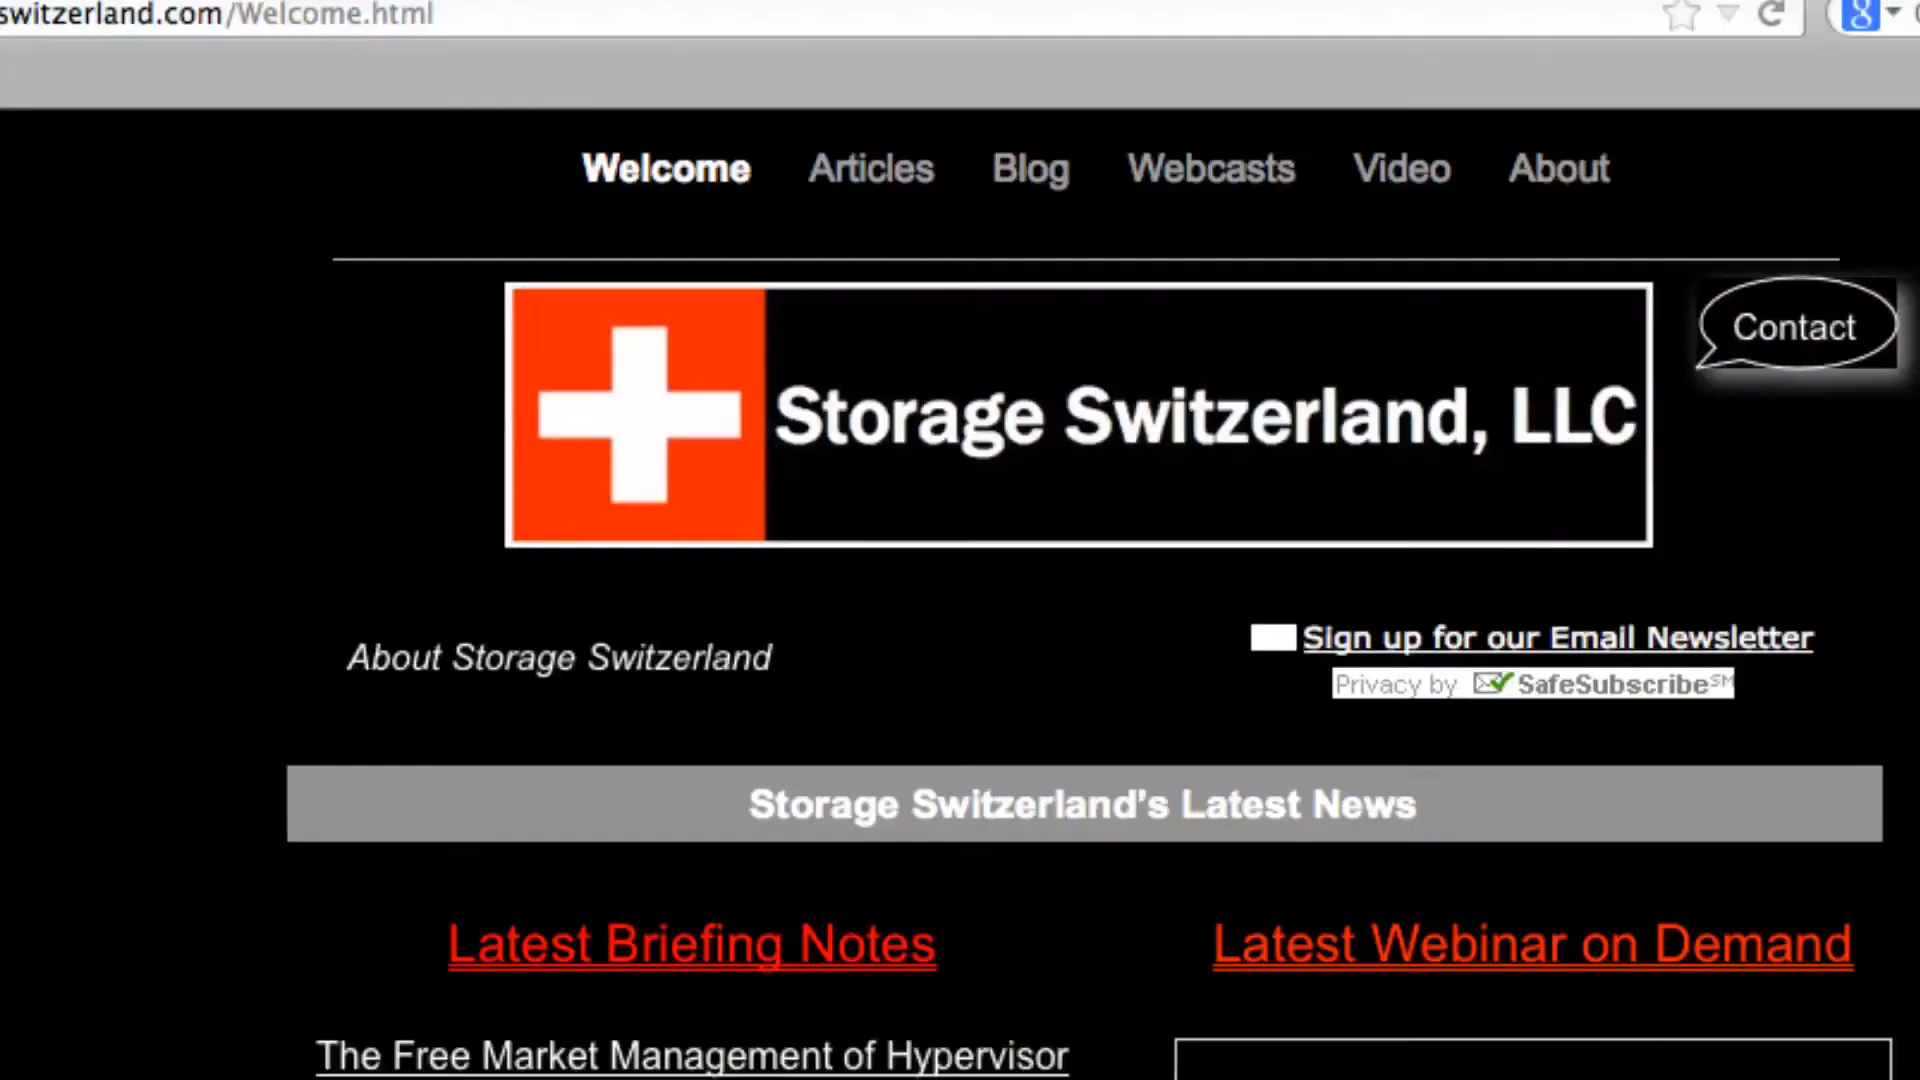 switzerland.com/Welcome.html
Welcome Articles Blog Webcasts Video About
Contact
Storage Switzerland, LLC
About Storage Switzerland
Sign up for our Email Newsletter
Privacy by SafeSubscribe℠
Storage Switzerland's Latest News
Latest Briefing Notes
Latest Webinar on Demand
The Free Market Management of Hypervisor